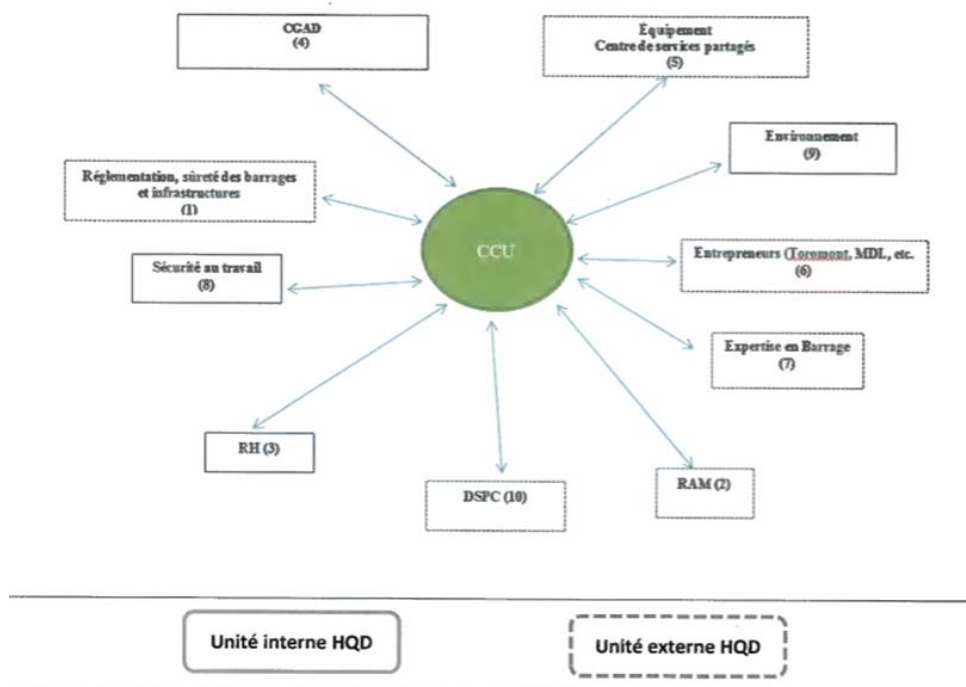 CGAD
(4)
Équipement
Centre de services partagés
(5)
Environnement
(9)
Réglementation, sûreté des barrages
et infrastructures
(1)
CCU
Entrepreneurs (Toromont, MDL, etc.
(6)
Sécurité au travail
(8)
Expertise en Barrage
(7)
RH (3)
DSPC (10)
RAM (2)
Unité interne HQD
Unité externe HQD